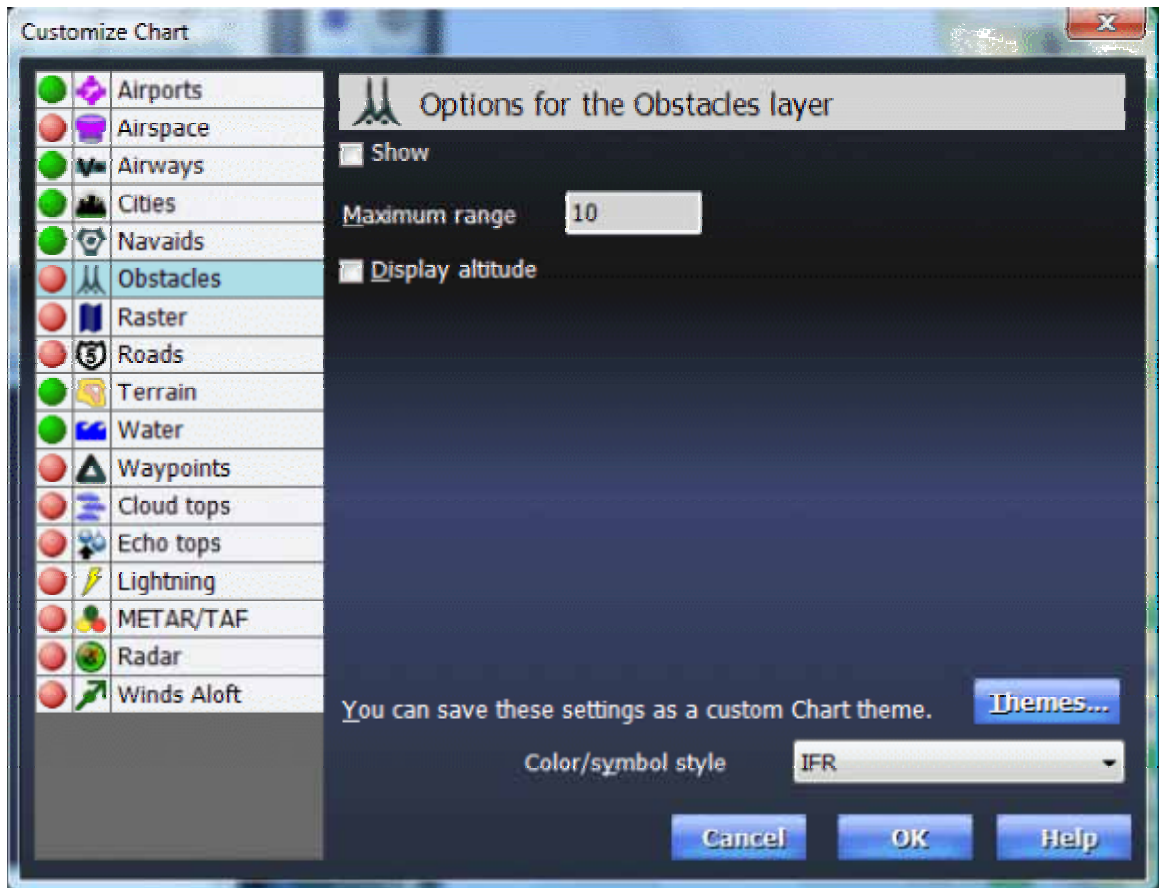 Customize Chart
X
Airports
Airspace
Airways
Cities
Navaids
Obstacles
Raster
5
Roads
Terrain
Water
Waypoints
Cloud tops
Echo tops
Lightning
METAR/TAF
Radar
Winds Aloft
Options for the Obstacles layer
Show
Maximum range 10
Display altitude
You can save these settings as a custom Chart theme. Themes...
Color/symbol style IFR
Cancel OK Help